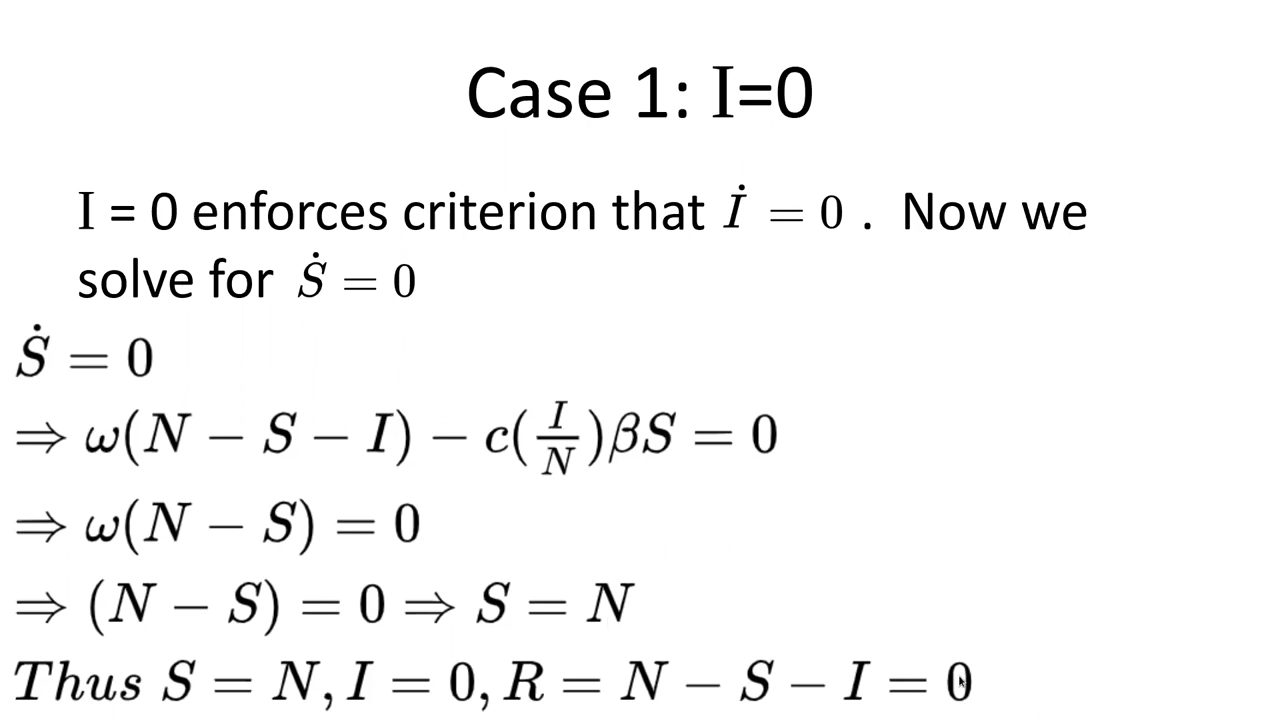 Case 1: I=0
I = 0 enforces criterion that İ = 0 . Now we
solve for Ṡ = 0
Ṡ = 0
⇒ ω(N − S − I) − c(I/N)βS = 0
⇒ ω(N − S) = 0
⇒ (N − S) = 0 ⇒ S = N
Thus S = N, I = 0, R = N − S − I = 0